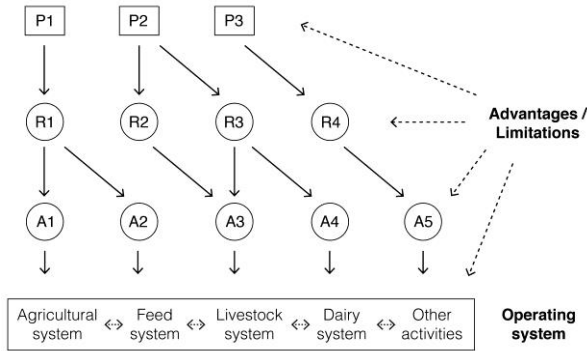 P1 P2 P3
R1 R2 R3 R4
Advantages /
Limitations
A1 A2 A3 A4 A5
Agricultural Feed Livestock Dairy Other
system system system system activities
Operating
system